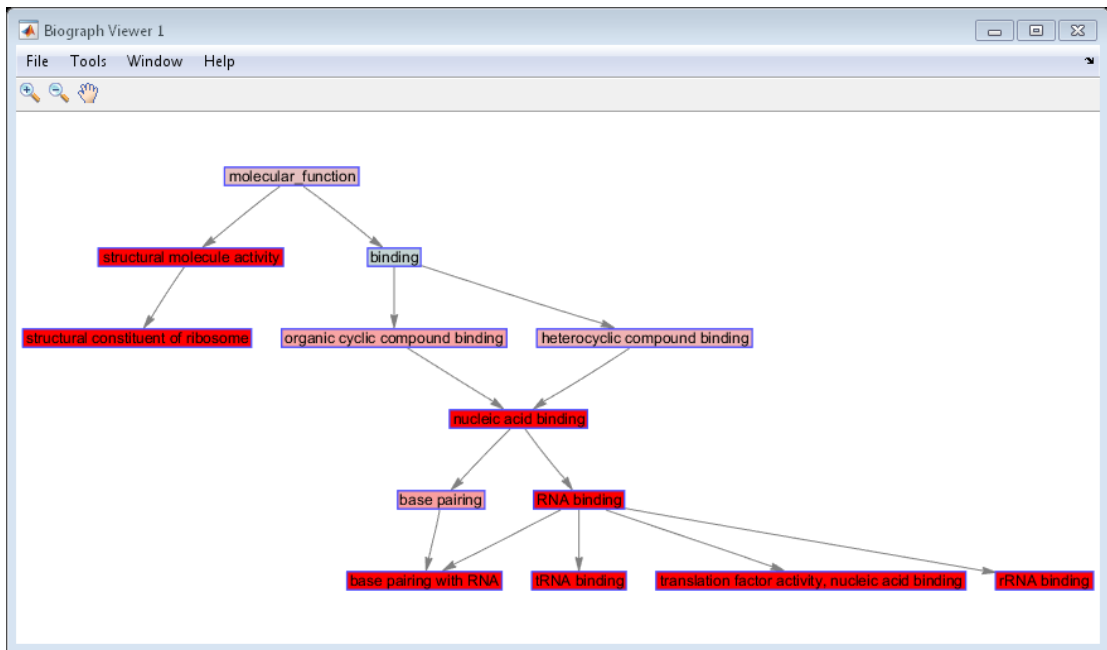 Biograph Viewer 1
File Tools Window Help
molecular_function
structural molecule activity
binding
structural constituent of ribosome
organic cyclic compound binding
heterocyclic compound binding
nucleic acid binding
base pairing
RNA binding
base pairing with RNA
tRNA binding
translation factor activity, nucleic acid binding
rRNA binding